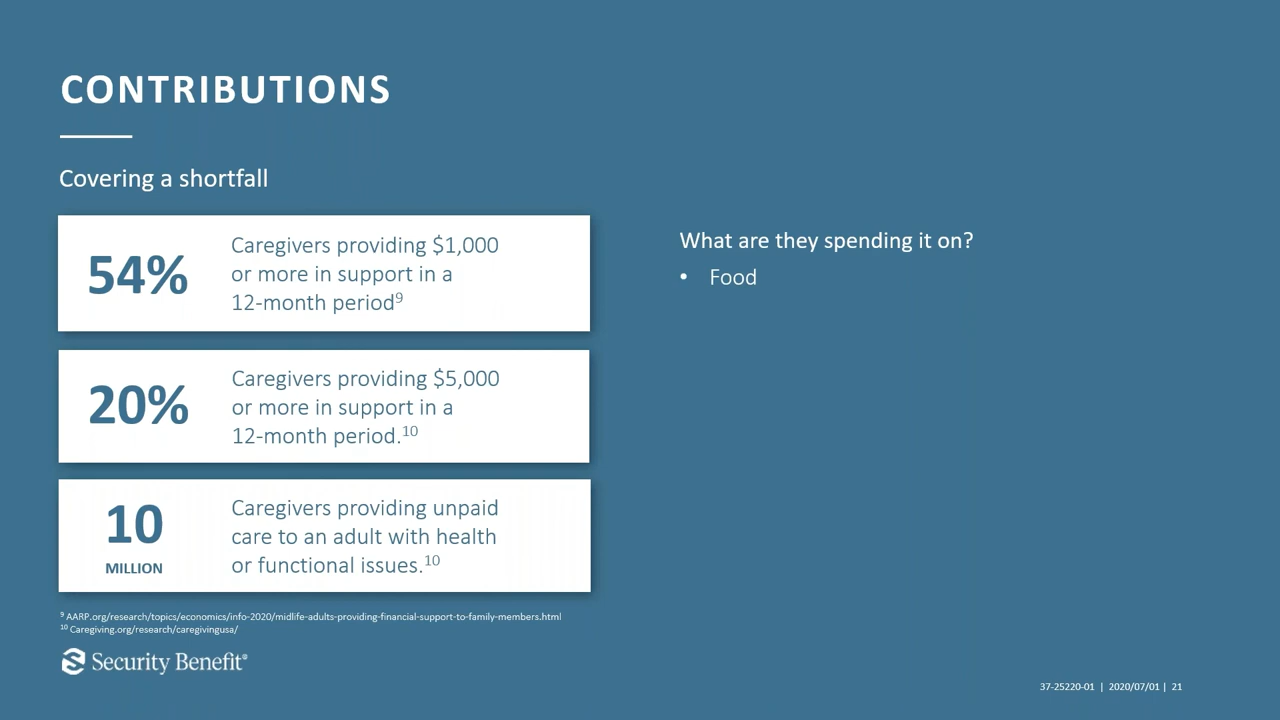 CONTRIBUTIONS
Covering a shortfall
54%
Caregivers providing $1,000
or more in support in a
12-month period⁹
20%
Caregivers providing $5,000
or more in support in a
12-month period.¹⁰
10
MILLION
Caregivers providing unpaid
care to an adult with health
or functional issues.¹⁰
What are they spending it on?
• Food
⁹ AARP.org/research/topics/economics/info-2020/midlife-adults-providing-financial-support-to-family-members.html
¹⁰ Caregiving.org/research/caregivingusa/
Security Benefit®
37-25220-01 | 2020/07/01 | 21